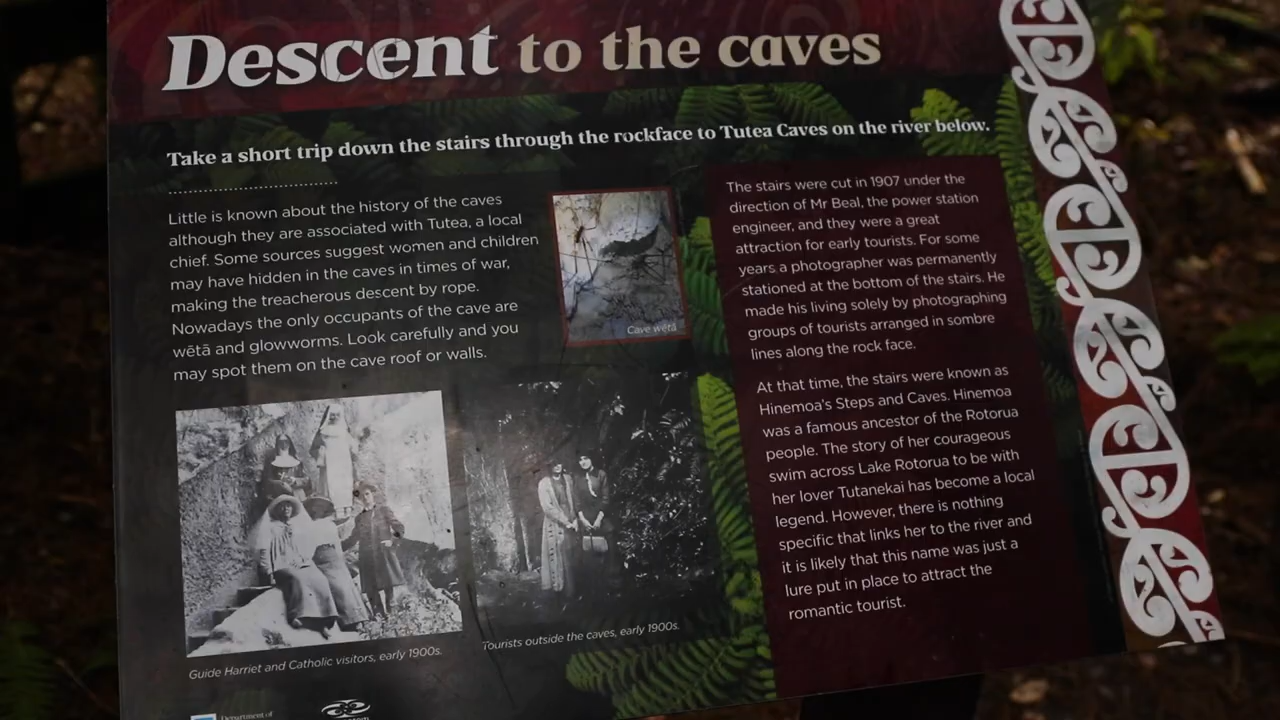 Descent to the caves
Take a short trip down the stairs through the rockface to Tutea Caves on the river below.
Little is known about the history of the caves
although they are associated with Tutea, a local
chief. Some sources suggest women and children
may have hidden in the caves in times of war,
making the treacherous descent by rope.
Nowadays the only occupants of the cave are
wētā and glowworms. Look carefully and you
may spot them on the cave roof or walls.
Cave wētā
Guide Harriet and Catholic visitors, early 1900s.
Tourists outside the caves, early 1900s.
The stairs were cut in 1907 under the
direction of Mr Beal, the power station
engineer, and they were a great
attraction for early tourists. For some
years a photographer was permanently
stationed at the bottom of the stairs. He
made his living solely by photographing
groups of tourists arranged in sombre
lines along the rock face.
At that time, the stairs were known as
Hinemoa's Steps and Caves. Hinemoa
was a famous ancestor of the Rotorua
people. The story of her courageous
swim across Lake Rotorua to be with
her lover Tutanekai has become a local
legend. However, there is nothing
specific that links her to the river and
it is likely that this name was just a
lure put in place to attract the
romantic tourist.
Department of